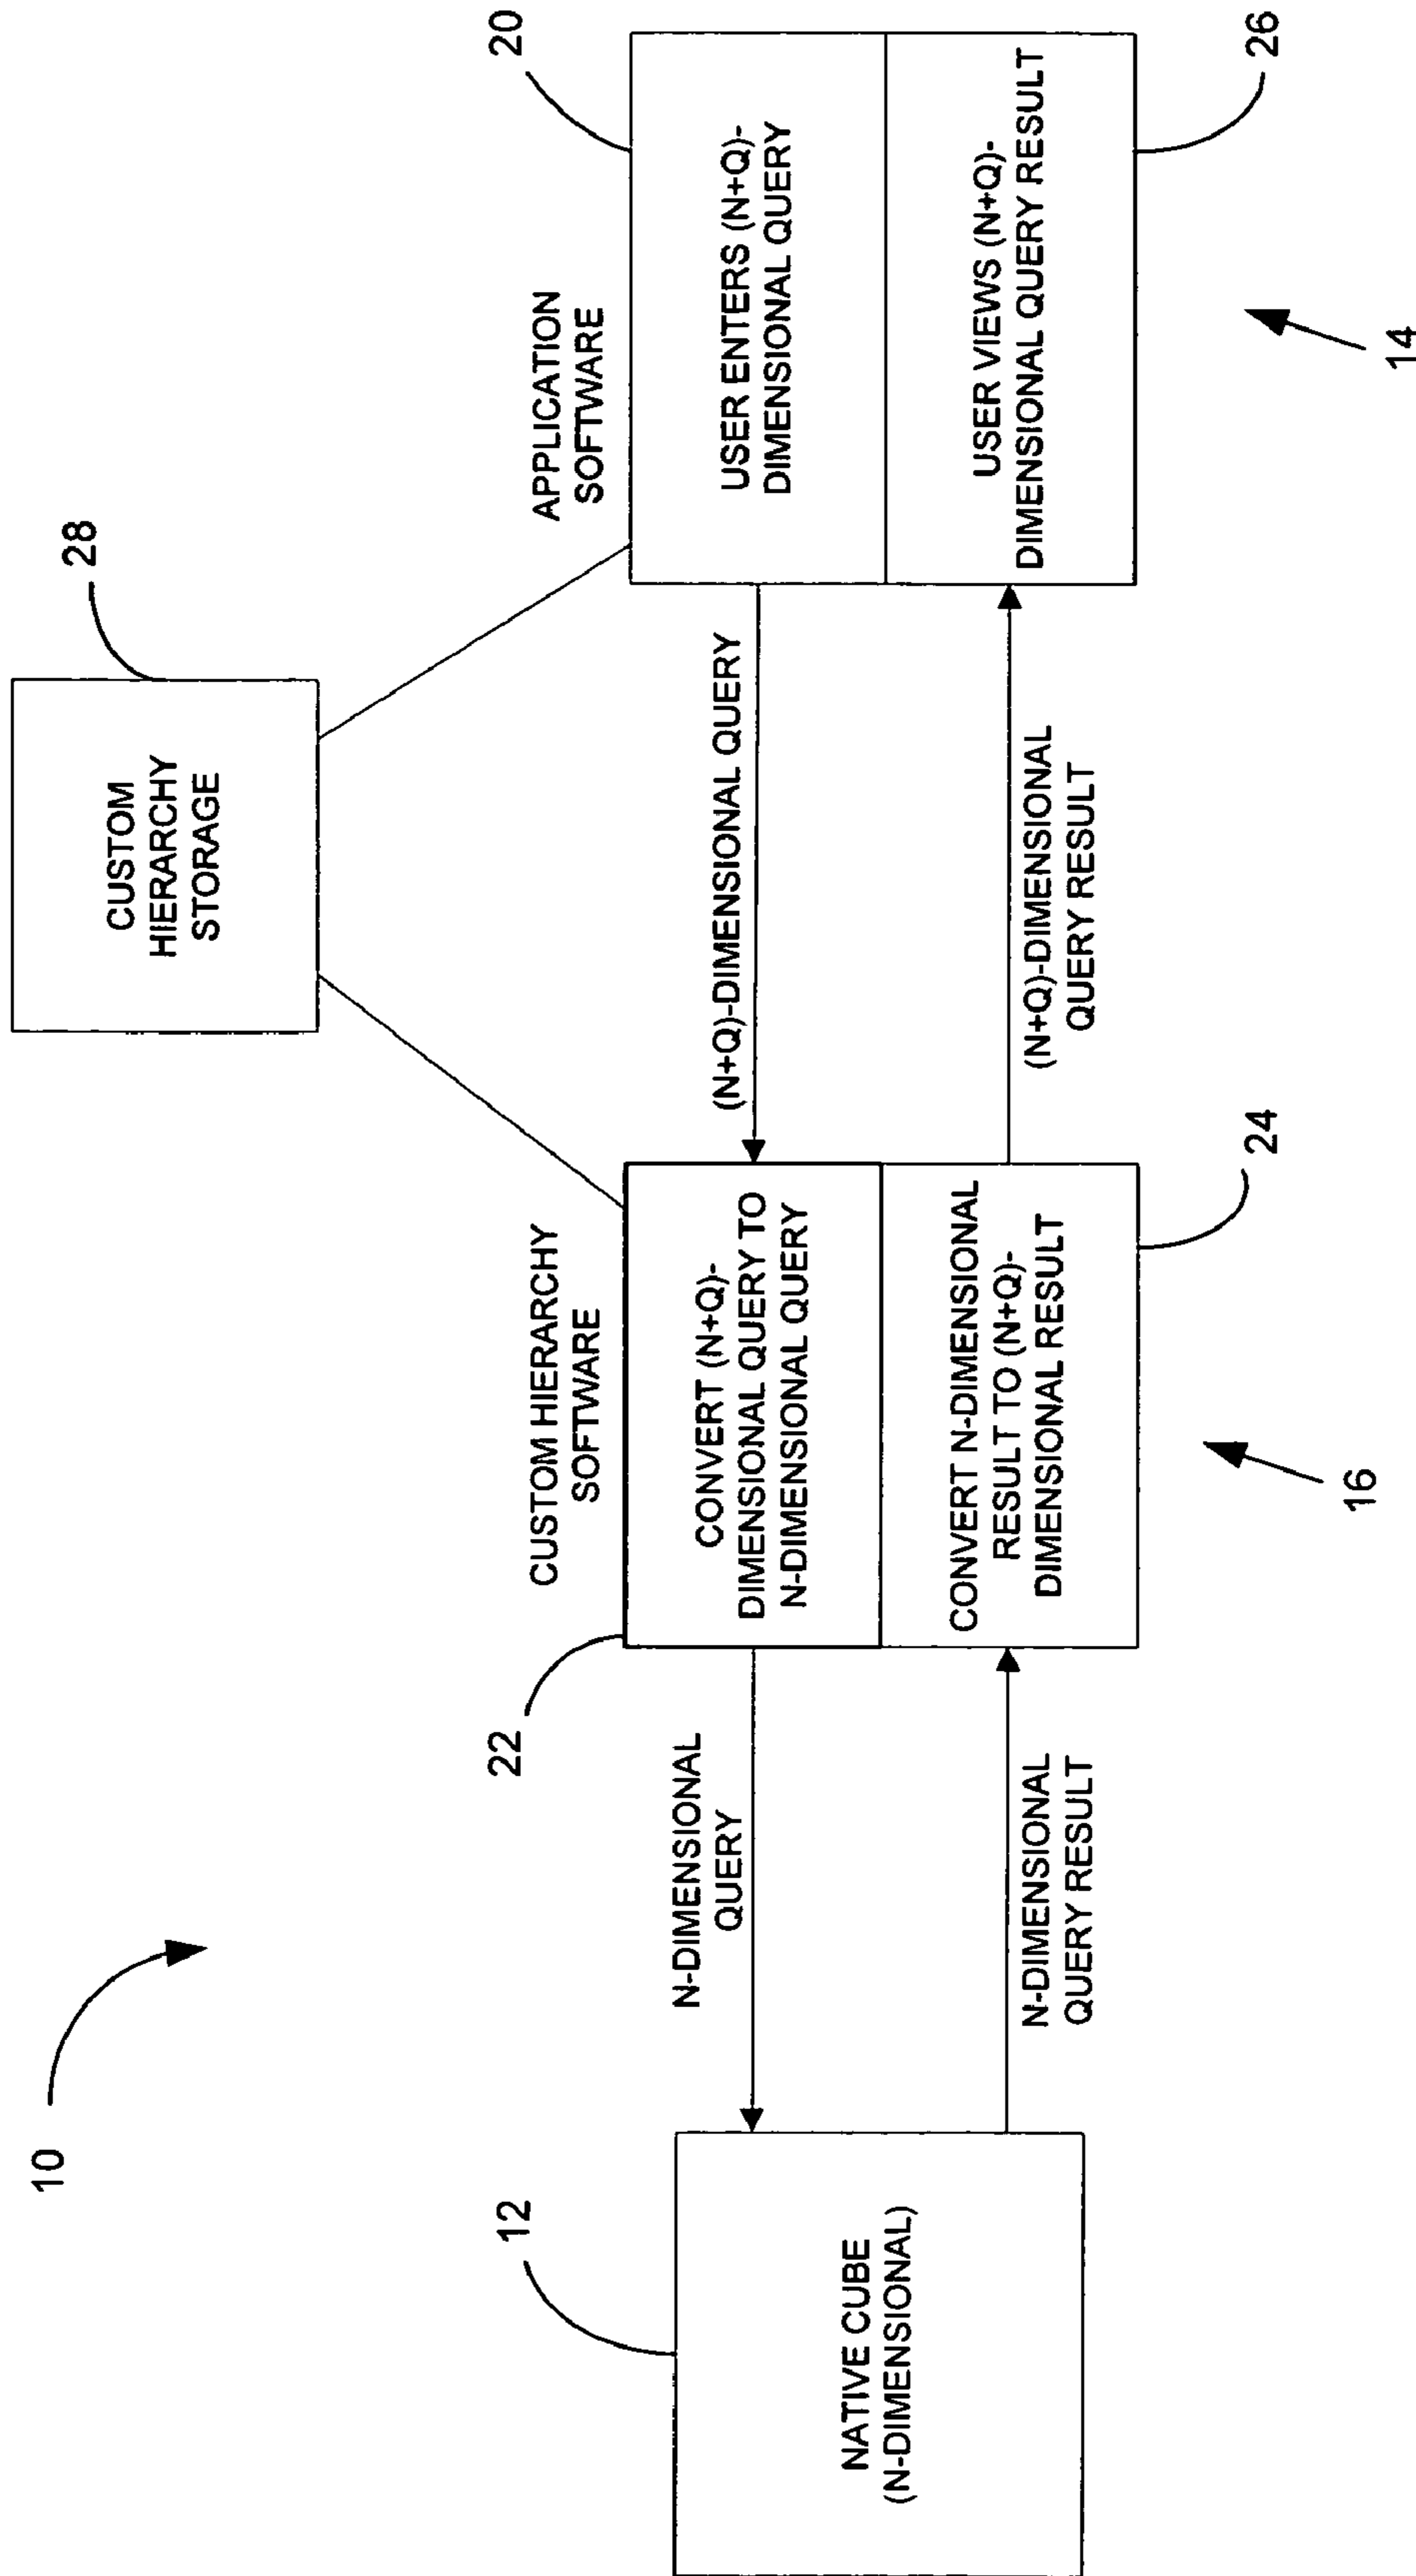 10
28
CUSTOM
HIERARCHY
STORAGE
12
NATIVE CUBE
(N-DIMENSIONAL)
N-DIMENSIONAL
QUERY
N-DIMENSIONAL
QUERY RESULT
22
CUSTOM HIERARCHY
SOFTWARE
CONVERT (N+Q)-
DIMENSIONAL QUERY TO
N-DIMENSIONAL QUERY
CONVERT N-DIMENSIONAL
RESULT TO (N+Q)-
DIMENSIONAL RESULT
24
16
(N+Q)-DIMENSIONAL QUERY
(N+Q)-DIMENSIONAL
QUERY RESULT
APPLICATION
SOFTWARE
20
USER ENTERS (N+Q)-
DIMENSIONAL QUERY
USER VIEWS (N+Q)-
DIMENSIONAL QUERY RESULT
26
14